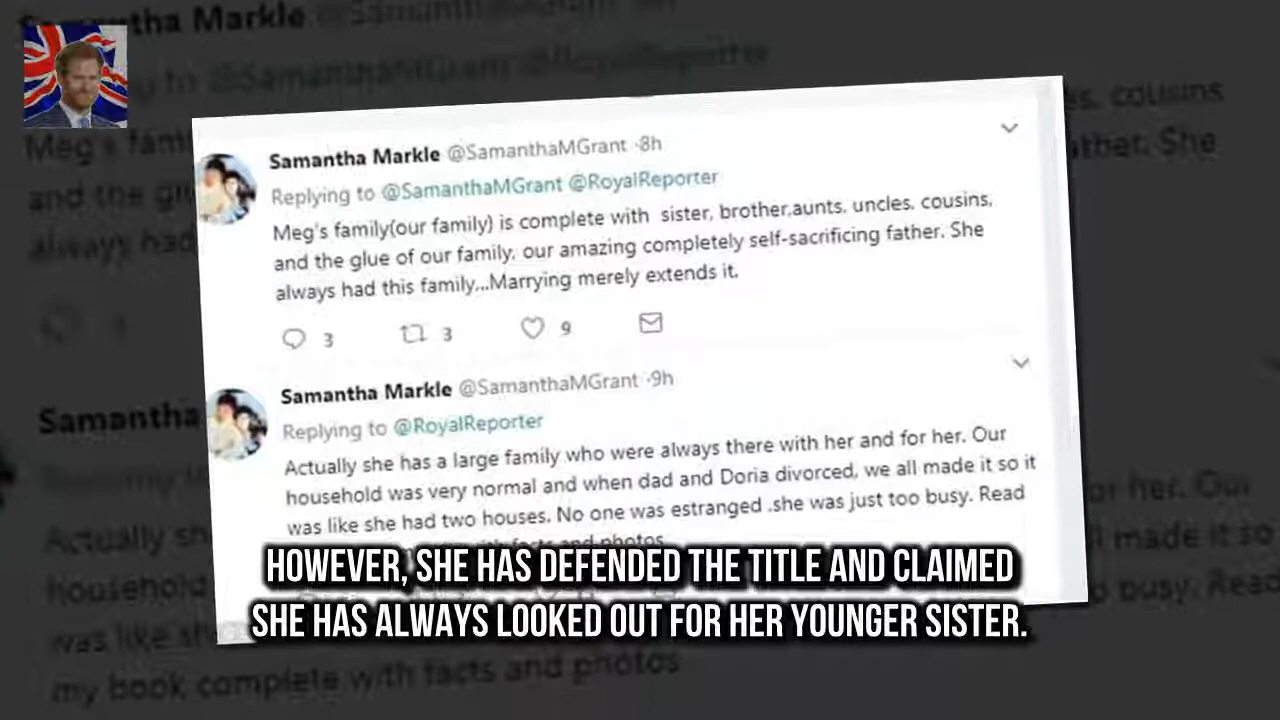 Samantha Markle @SamanthaMGrant ·8h
Replying to @SamanthaMGrant @RoyalReporter
Meg's family(our family) is complete with sister, brother,aunts, uncles, cousins,
and the glue of our family, our amazing completely self-sacrificing father. She
always had this family...Marrying merely extends it.
3 3 9
Samantha Markle @SamanthaMGrant ·9h
Replying to @RoyalReporter
Actually she has a large family who were always there with her and for her. Our
household was very normal and when dad and Doria divorced, we all made it so it
was like she had two houses. No one was estranged .she was just too busy. Read
my book complete with facts and photos
HOWEVER, SHE HAS DEFENDED THE TITLE AND CLAIMED
SHE HAS ALWAYS LOOKED OUT FOR HER YOUNGER SISTER.